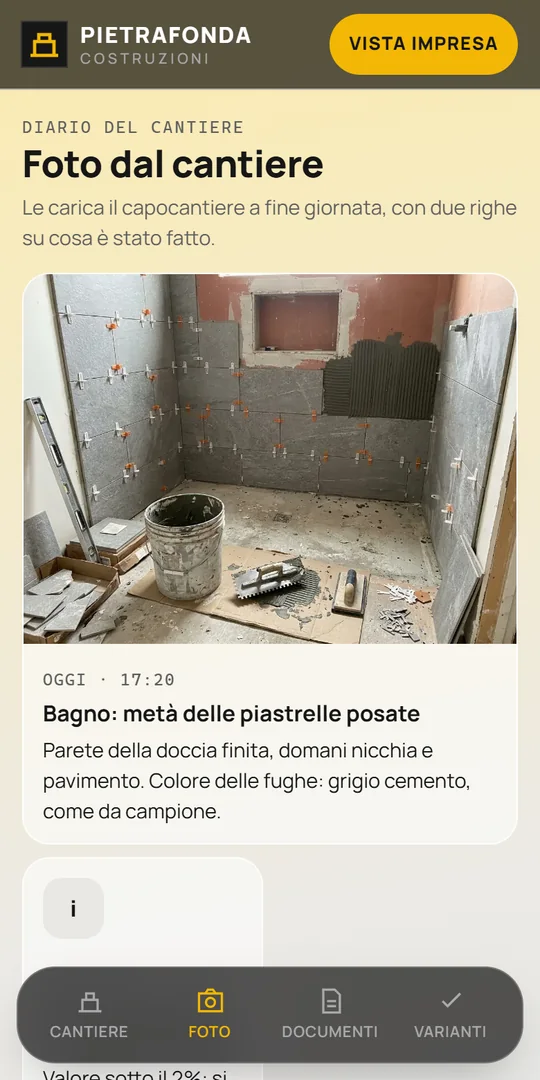 PIETRAFONDA
COSTRUZIONI
VISTA IMPRESA
DIARIO DEL CANTIERE
Foto dal cantiere
Le carica il capocantiere a fine giornata, con due righe
su cosa è stato fatto.
OGGI · 17:20
Bagno: metà delle piastrelle posate
Parete della doccia finita, domani nicchia e
pavimento. Colore delle fughe: grigio cemento,
come da campione.
i
CANTIERE
FOTO
DOCUMENTI
VARIANTI
Valore sotto il 2%: si